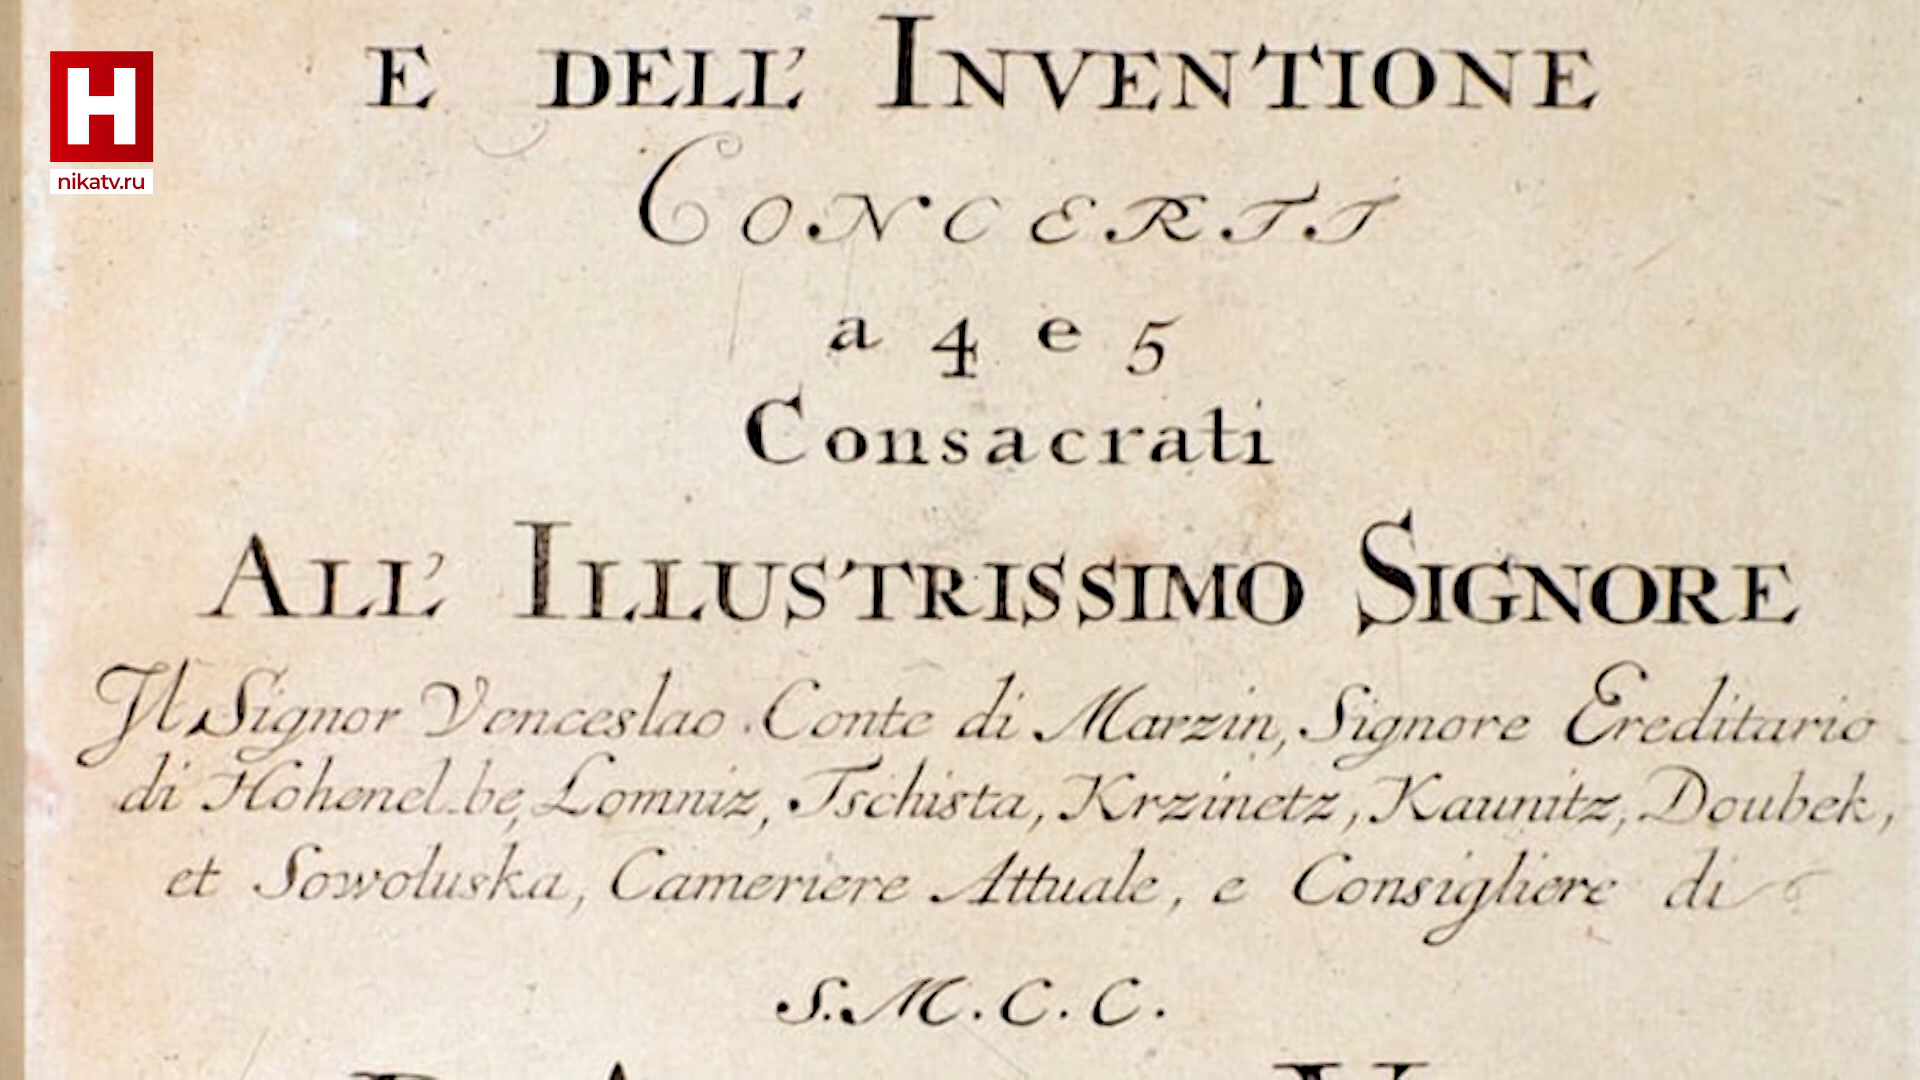 H
nikatv.ru
E DELL' INVENTIONE
CONCERTI
a 4 e 5
Consacrati
ALL' ILLUSTRISSIMO SIGNORE
Il Signor Venceslao Conte di Marzin, Signore Ereditario
di Hohenelbe, Lomniz, Tschista, Krzinetz, Kaunitz, Doubek,
et Sowoluska, Cameriere Attuale, e Consigliere di
S.M.C.C.